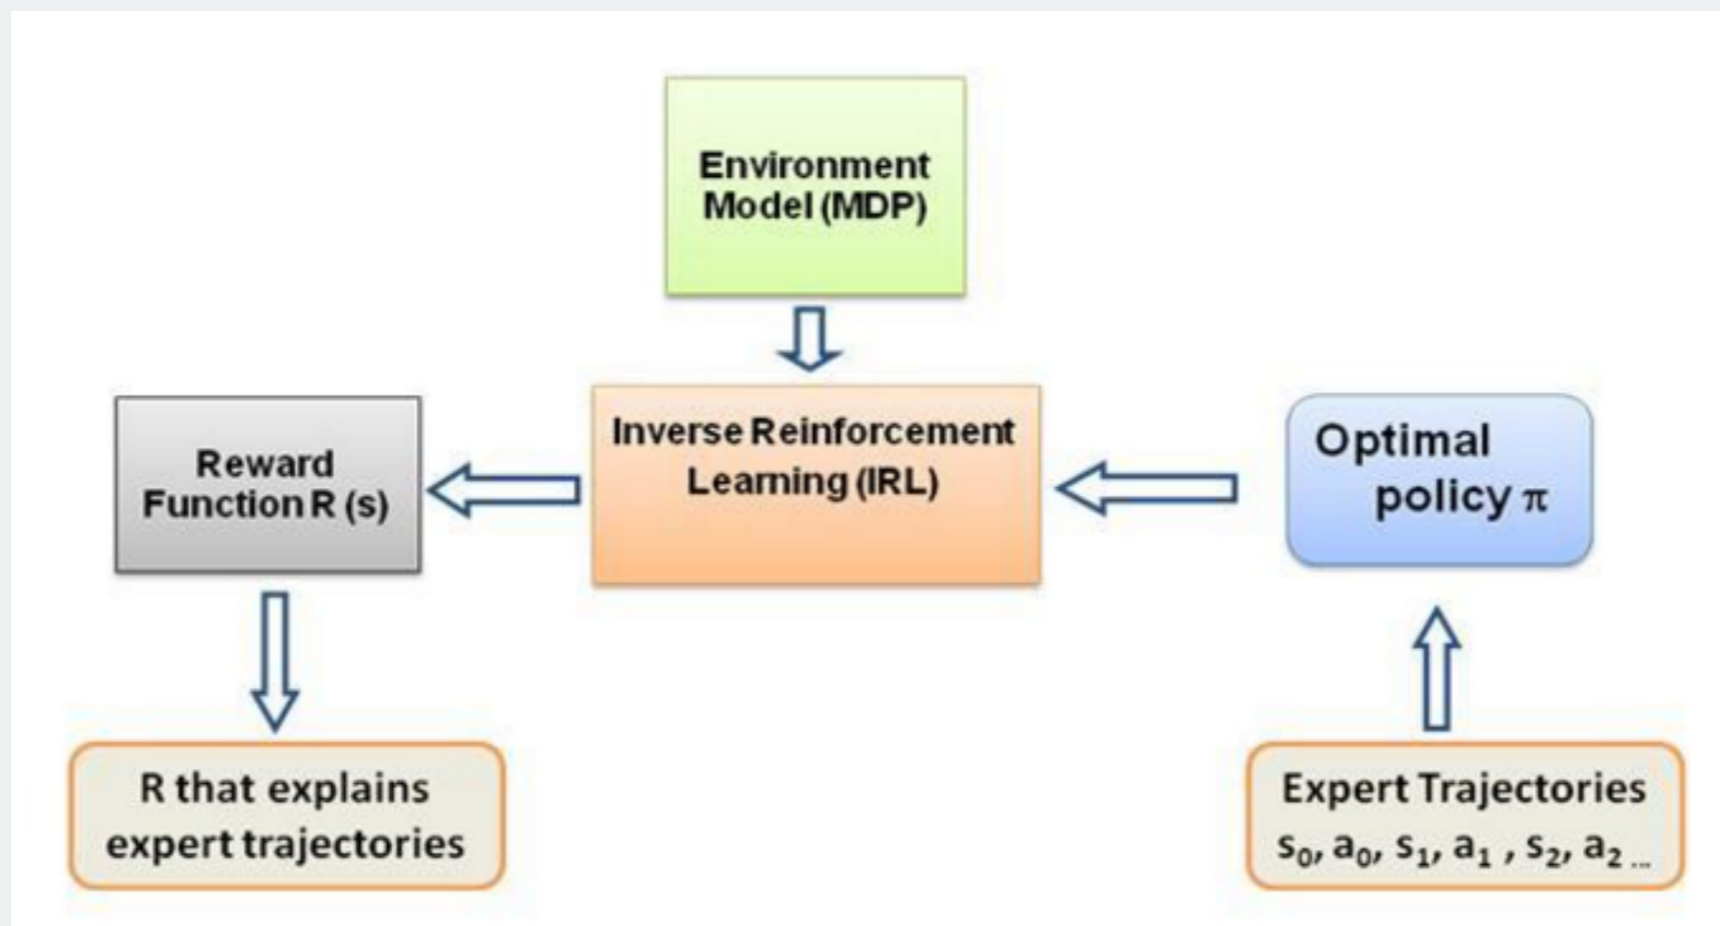 Environment
Model (MDP)
Reward
Function R (s)
Inverse Reinforcement
Learning (IRL)
Optimal
policy π
R that explains
expert trajectories
Expert Trajectories
s₀, a₀, s₁, a₁ , s₂, a₂ ...